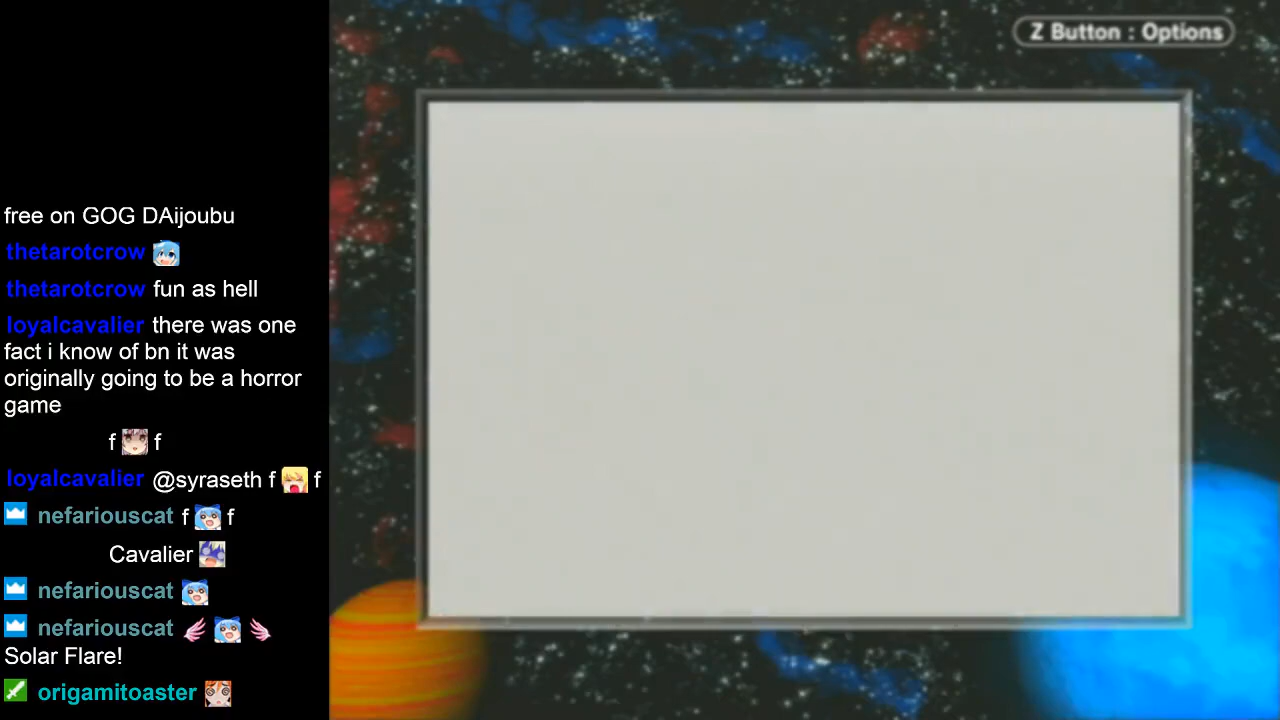 Z Button : Options
free on GOG DAijoubu
thetarotcrow
thetarotcrow fun as hell
loyalcavalier there was one
fact i know of bn it was
originally going to be a horror
game
f f
loyalcavalier @syraseth f f
nefariouscat f f
Cavalier
nefariouscat
nefariouscat
Solar Flare!
origamitoaster